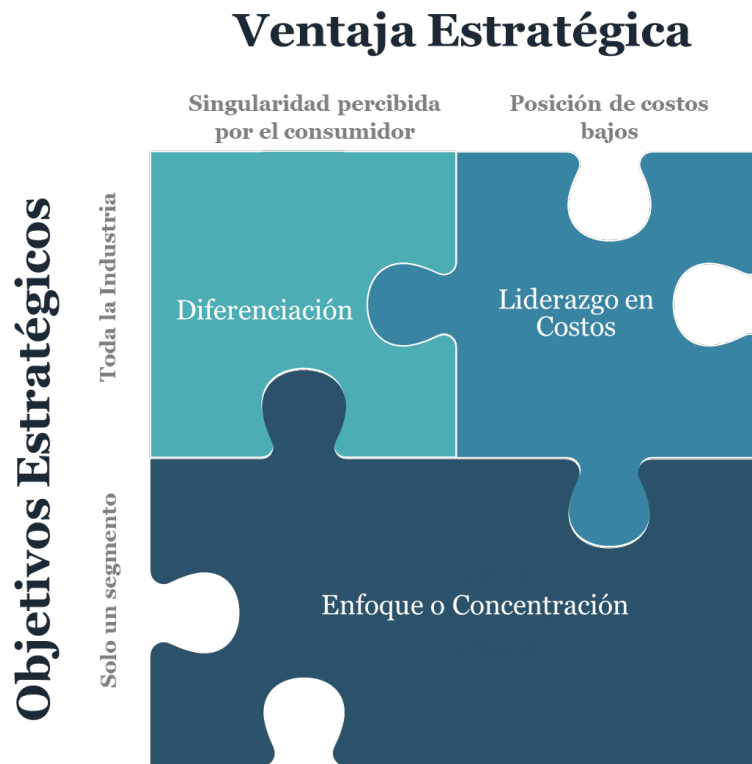 Ventaja Estratégica
Singularidad percibida
por el consumidor
Posición de costos
bajos
Objetivos Estratégicos
Toda la Industria
Diferenciación
Liderazgo en
Costos
Solo un segmento
Enfoque o Concentración